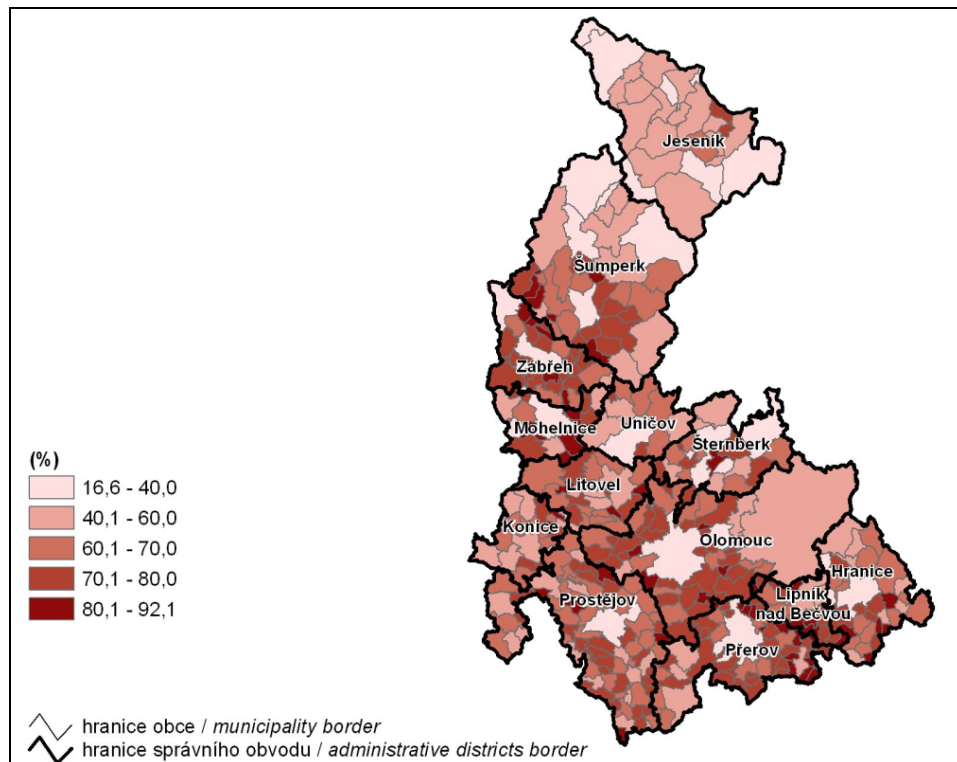 Jeseník
Šumperk
Zábřeh
Mohelnice
Uničov
Šternberk
Litovel
Konice
Olomouc
Hranice
Lipník
nad Bečvou
Prostějov
Přerov
(%)
16,6 - 40,0
40,1 - 60,0
60,1 - 70,0
70,1 - 80,0
80,1 - 92,1
hranice obce / municipality border
hranice správního obvodu / administrative districts border